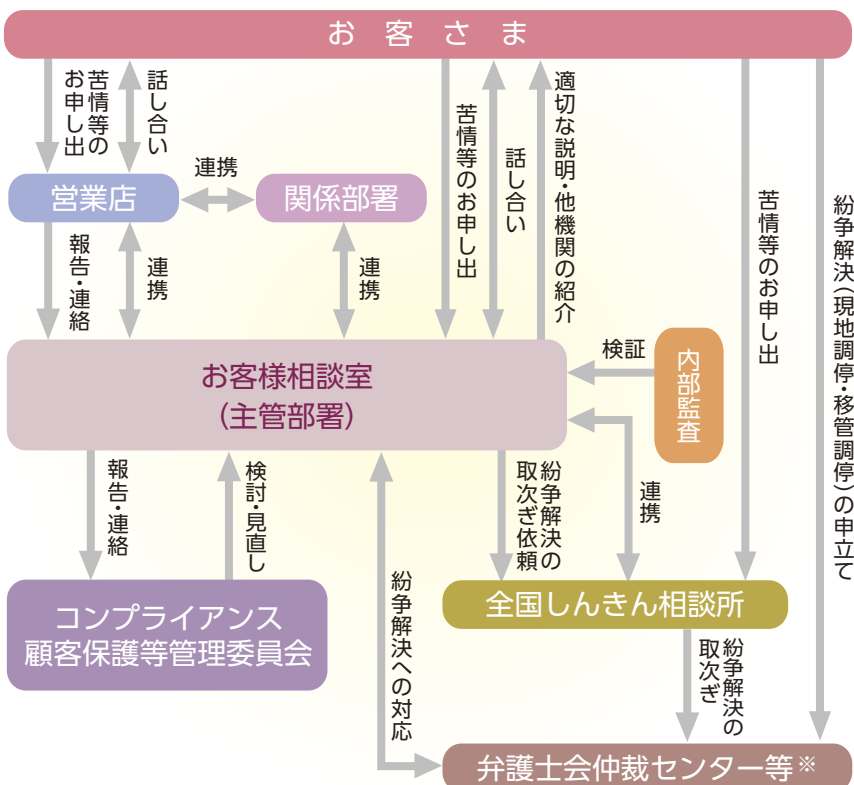 お客さま
苦情等の
お申し出
話し合い
苦情等のお申し出
話し合い
適切な説明・他機関の紹介
苦情等のお申し出
紛争解決(現地調停・移管調停)の申立て
営業店
連携
関係部署
報告・連絡
連携
連携
お客様相談室
(主管部署)
検証
内部監査
報告・連絡
検討・見直し
紛争解決への対応
紛争解決の
取次ぎ依頼
連携
コンプライアンス
顧客保護等管理委員会
全国しんきん相談所
紛争解決の
取次ぎ
弁護士会仲裁センター等※